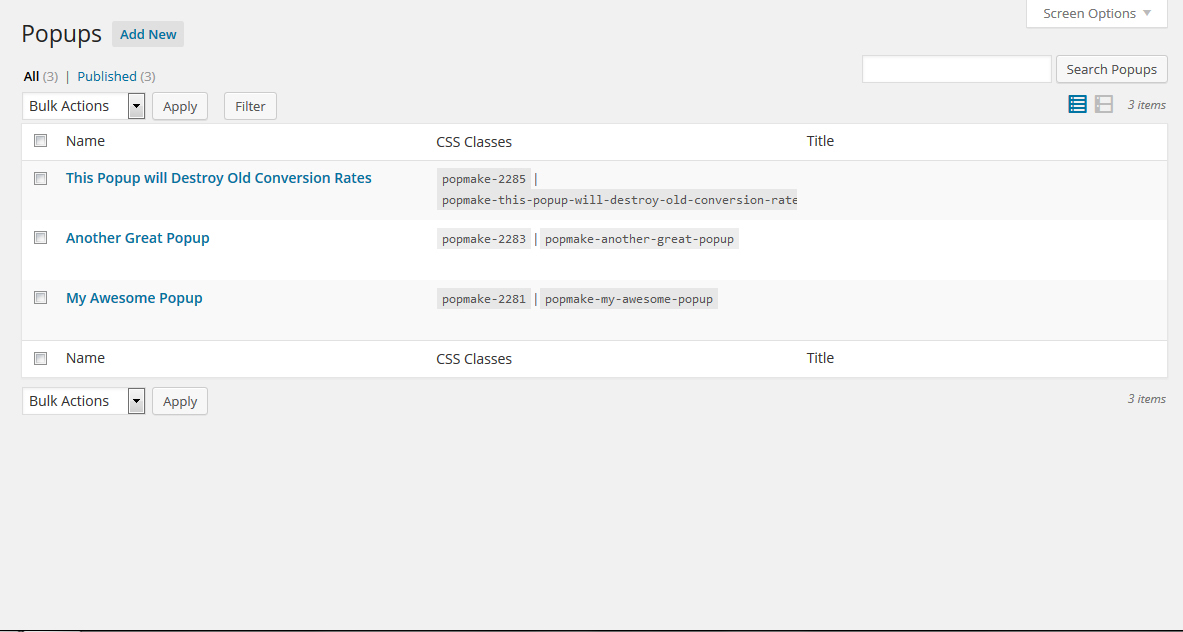 Screen Options
Popups Add New
All (3) | Published (3)
Search Popups
Bulk Actions Apply Filter 3 items
Name CSS Classes Title
This Popup will Destroy Old Conversion Rates popmake-2285 |
popmake-this-popup-will-destroy-old-conversion-rate
Another Great Popup popmake-2283 | popmake-another-great-popup
My Awesome Popup popmake-2281 | popmake-my-awesome-popup
Name CSS Classes Title
Bulk Actions Apply 3 items